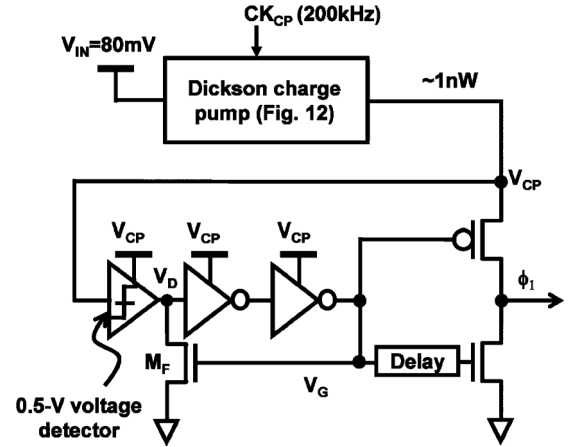 CK_CP (200kHz)
V_IN=80mV
Dickson charge
pump (Fig. 12)
~1nW
V_CP
V_CP
V_CP
V_CP
V_D
ϕ_1
M_F
V_G
Delay
0.5-V voltage
detector